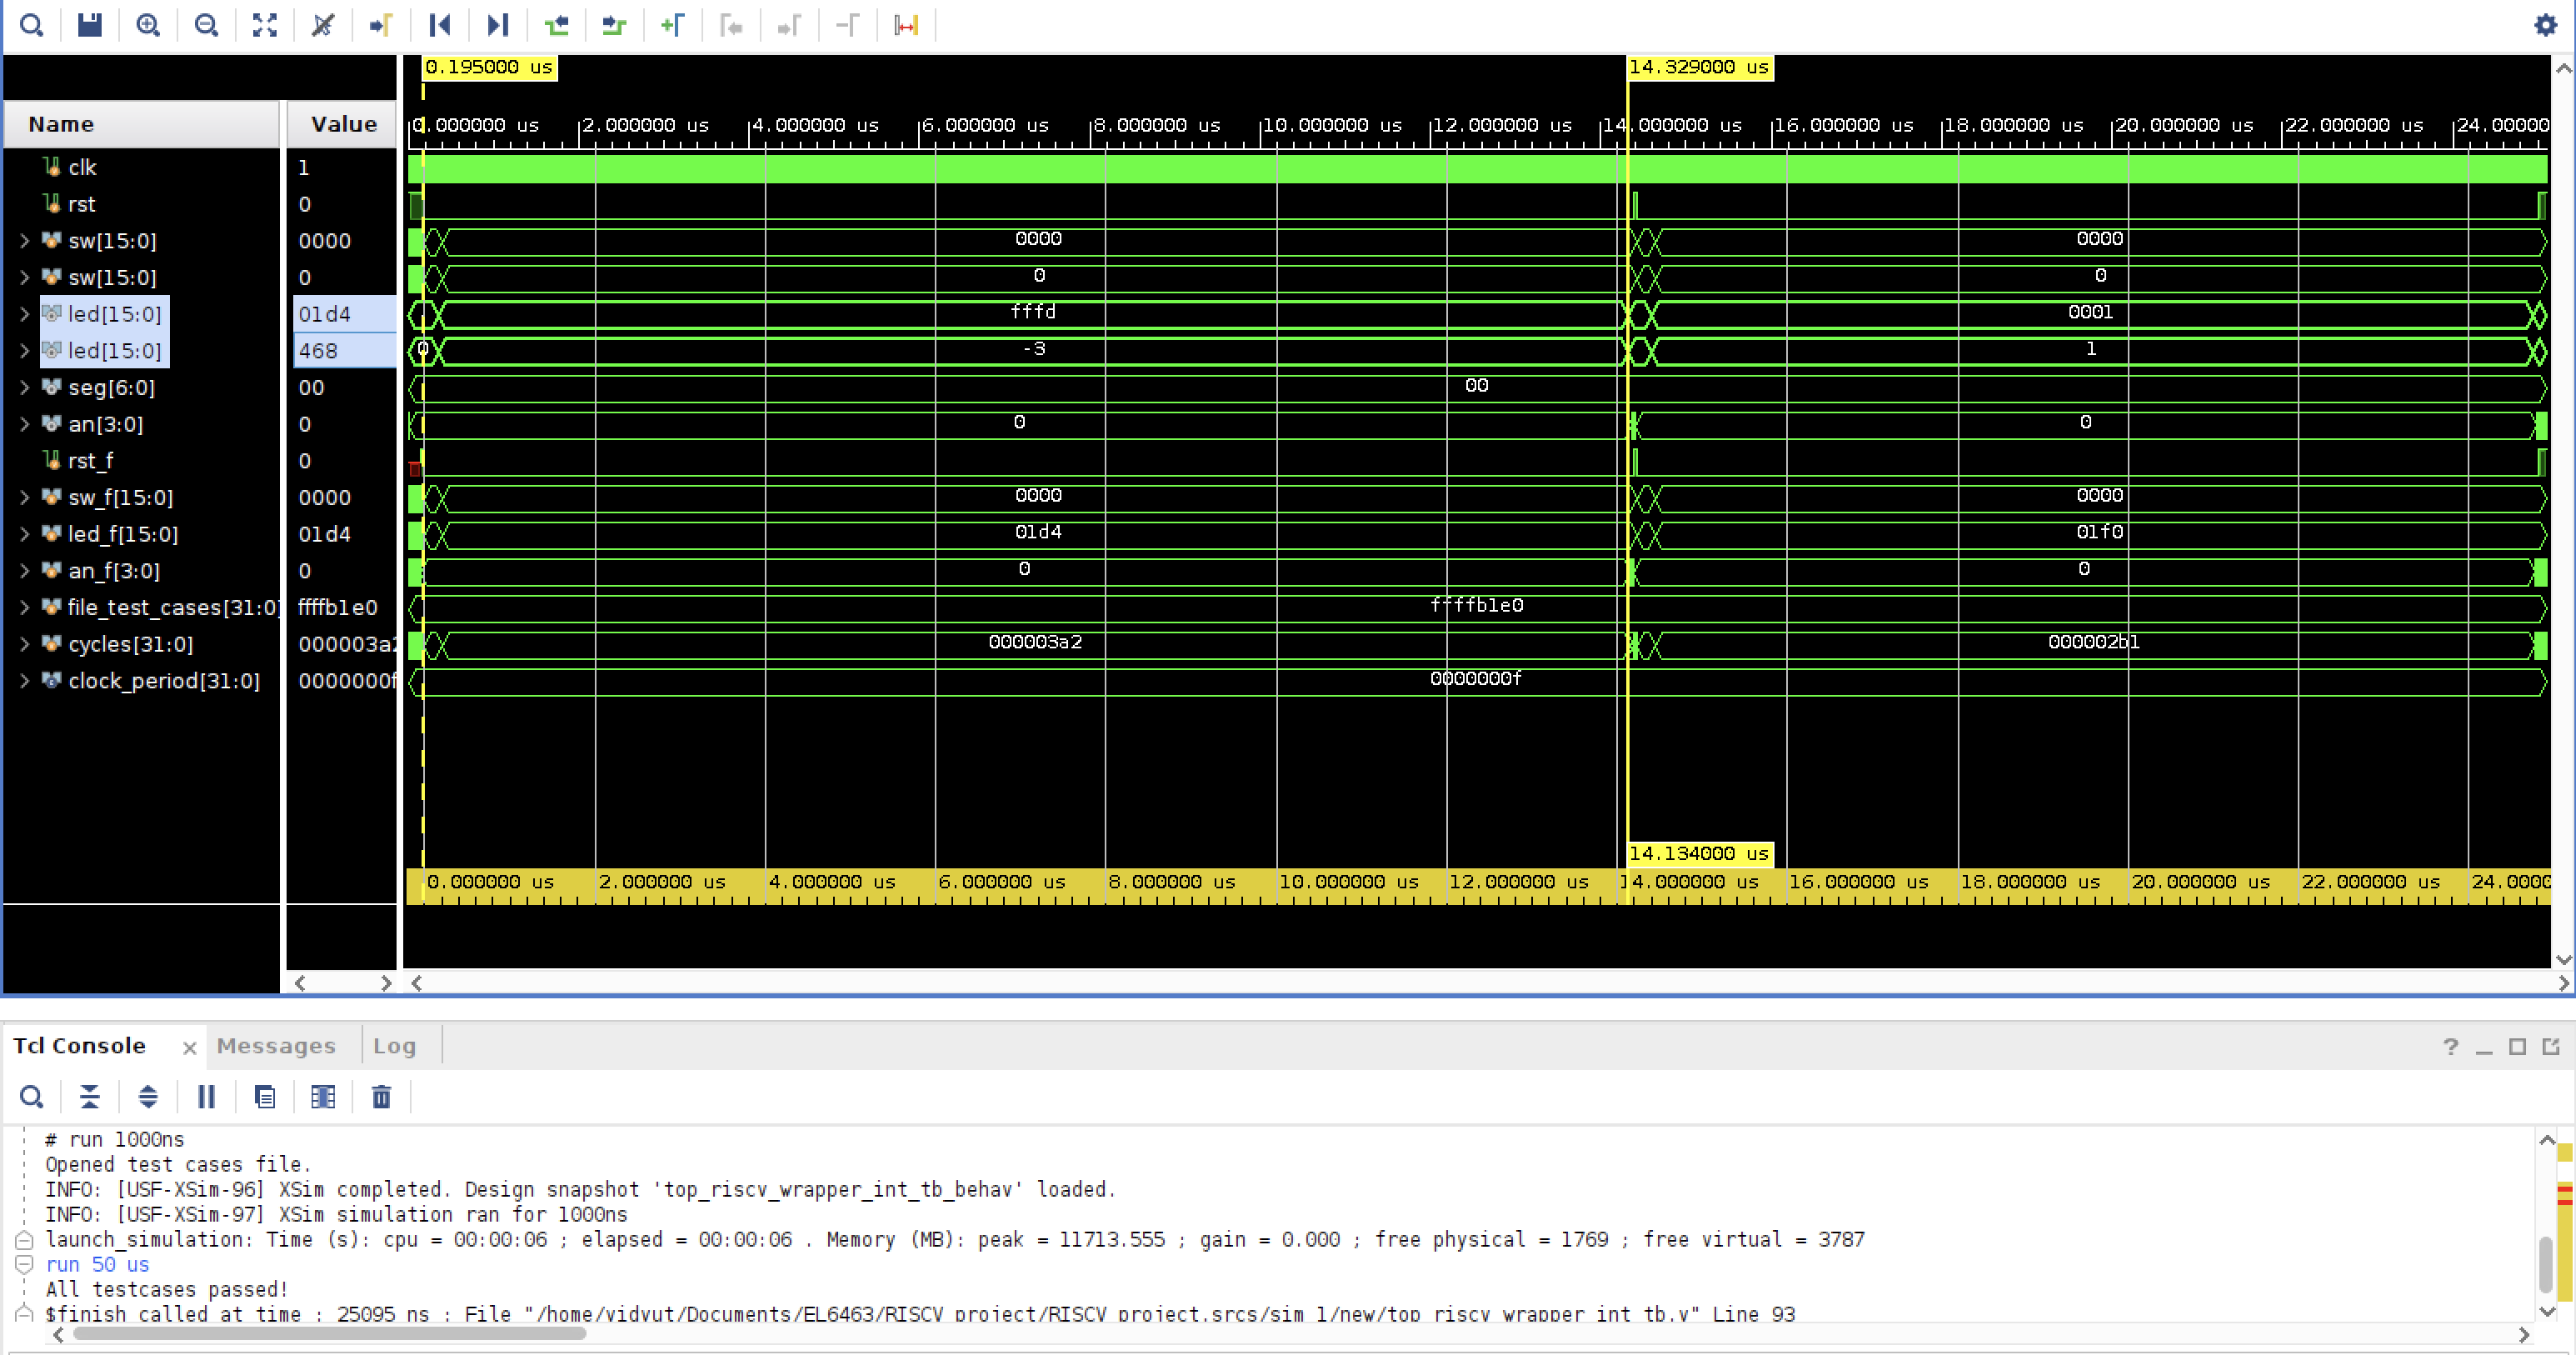 0.195000 us 14.329000 us
Name Value
0.000000 us 2.000000 us 4.000000 us 6.000000 us 8.000000 us 10.000000 us 12.000000 us 14.000000 us 16.000000 us 18.000000 us 20.000000 us 22.000000 us 24.00000
clk 1
rst 0
sw[15:0] 0000 0000 0000
sw[15:0] 0 0 0
led[15:0] 01d4 fffd 0001
led[15:0] 468 0 -3 1
seg[6:0] 00 00
an[3:0] 0 0 0
rst_f 0
sw_f[15:0] 0000 0000 0000
led_f[15:0] 01d4 01d4 01f0
an_f[3:0] 0 0 0
file_test_cases[31:0] ffffb1e0 ffffb1e0
cycles[31:0] 000003a2 000003a2 000002b1
clock_period[31:0] 0000000f 0000000f
14.134000 us
0.000000 us 2.000000 us 4.000000 us 6.000000 us 8.000000 us 10.000000 us 12.000000 us 14.000000 us 16.000000 us 18.000000 us 20.000000 us 22.000000 us 24.0000
Tcl Console Messages Log
# run 1000ns
Opened test cases file.
INFO: [USF-XSim-96] XSim completed. Design snapshot 'top_riscv_wrapper_int_tb_behav' loaded.
INFO: [USF-XSim-97] XSim simulation ran for 1000ns
launch_simulation: Time (s): cpu = 00:00:06 ; elapsed = 00:00:06 . Memory (MB): peak = 11713.555 ; gain = 0.000 ; free physical = 1769 ; free virtual = 3787
run 50 us
All testcases passed!
$finish called at time : 25095 ns : File "/home/vidyut/Documents/EL6463/RISCV_project/RISCV_project.srcs/sim_1/new/top_riscv_wrapper_int_tb.v" Line 93